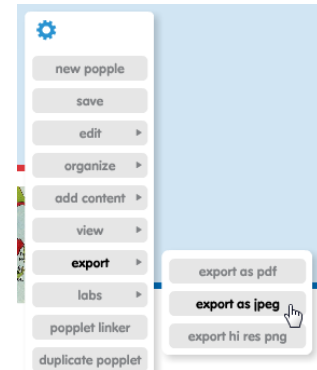 new popple
save
edit
organize
add content
view
export
labs
popplet linker
duplicate popplet
export as pdf
export as jpeg
export hi res png